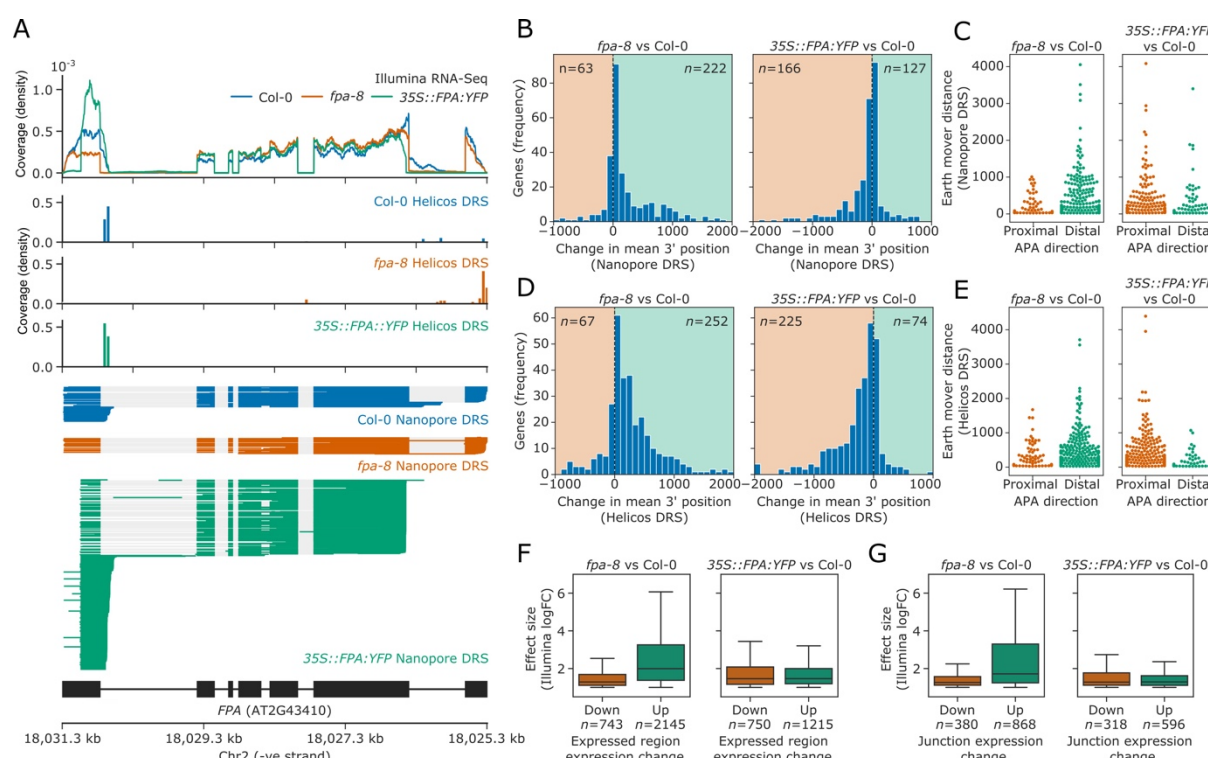 A
10⁻³
Illumina RNA-Seq
Col-0 fpa-8 35S::FPA:YFP
Coverage (density)
1.0
0.5
0.0
Coverage (density)
0.5
0.0
Col-0 Helicos DRS
0.5
0.0
fpa-8 Helicos DRS
0.5
0.0
35S::FPA::YFP Helicos DRS
Col-0 Nanopore DRS
fpa-8 Nanopore DRS
35S::FPA:YFP Nanopore DRS
FPA (AT2G43410)
18,031.3 kb 18,029.3 kb 18,027.3 kb 18,025.3 kb
Chr2 (-ve strand)
B
fpa-8 vs Col-0
35S::FPA:YFP vs Col-0
n=63 n=222
n=166 n=127
Genes (frequency)
80
60
40
20
0
−1000 0 1000 2000
−2000 −1000 0 1000
Change in mean 3' position
(Nanopore DRS)
Change in mean 3' position
(Nanopore DRS)
C
fpa-8 vs Col-0
35S::FPA:YFP
vs Col-0
Earth mover distance
(Nanopore DRS)
4000
3000
2000
1000
0
Proximal Distal
APA direction
Proximal Distal
APA direction
D
fpa-8 vs Col-0
35S::FPA:YFP vs Col-0
n=67 n=252
n=225 n=74
Genes (frequency)
60
50
40
30
20
10
0
−1000 0 1000 2000
−2000 −1000 0 1000
Change in mean 3' position
(Helicos DRS)
Change in mean 3' position
(Helicos DRS)
E
fpa-8 vs Col-0
35S::FPA:YFP
vs Col-0
Earth mover distance
(Helicos DRS)
4000
3000
2000
1000
0
Proximal Distal
APA direction
Proximal Distal
APA direction
F
fpa-8 vs Col-0
35S::FPA:YFP vs Col-0
Effect size
(Illumina logFC)
6
4
2
Down Up
n=743 n=2145
Expressed region
expression change
Down Up
n=750 n=1215
Expressed region
expression change
G
fpa-8 vs Col-0
35S::FPA:YFP vs Col-0
Effect size
(Illumina logFC)
6
4
2
Down Up
n=380 n=868
Junction expression
change
Down Up
n=318 n=596
Junction expression
change